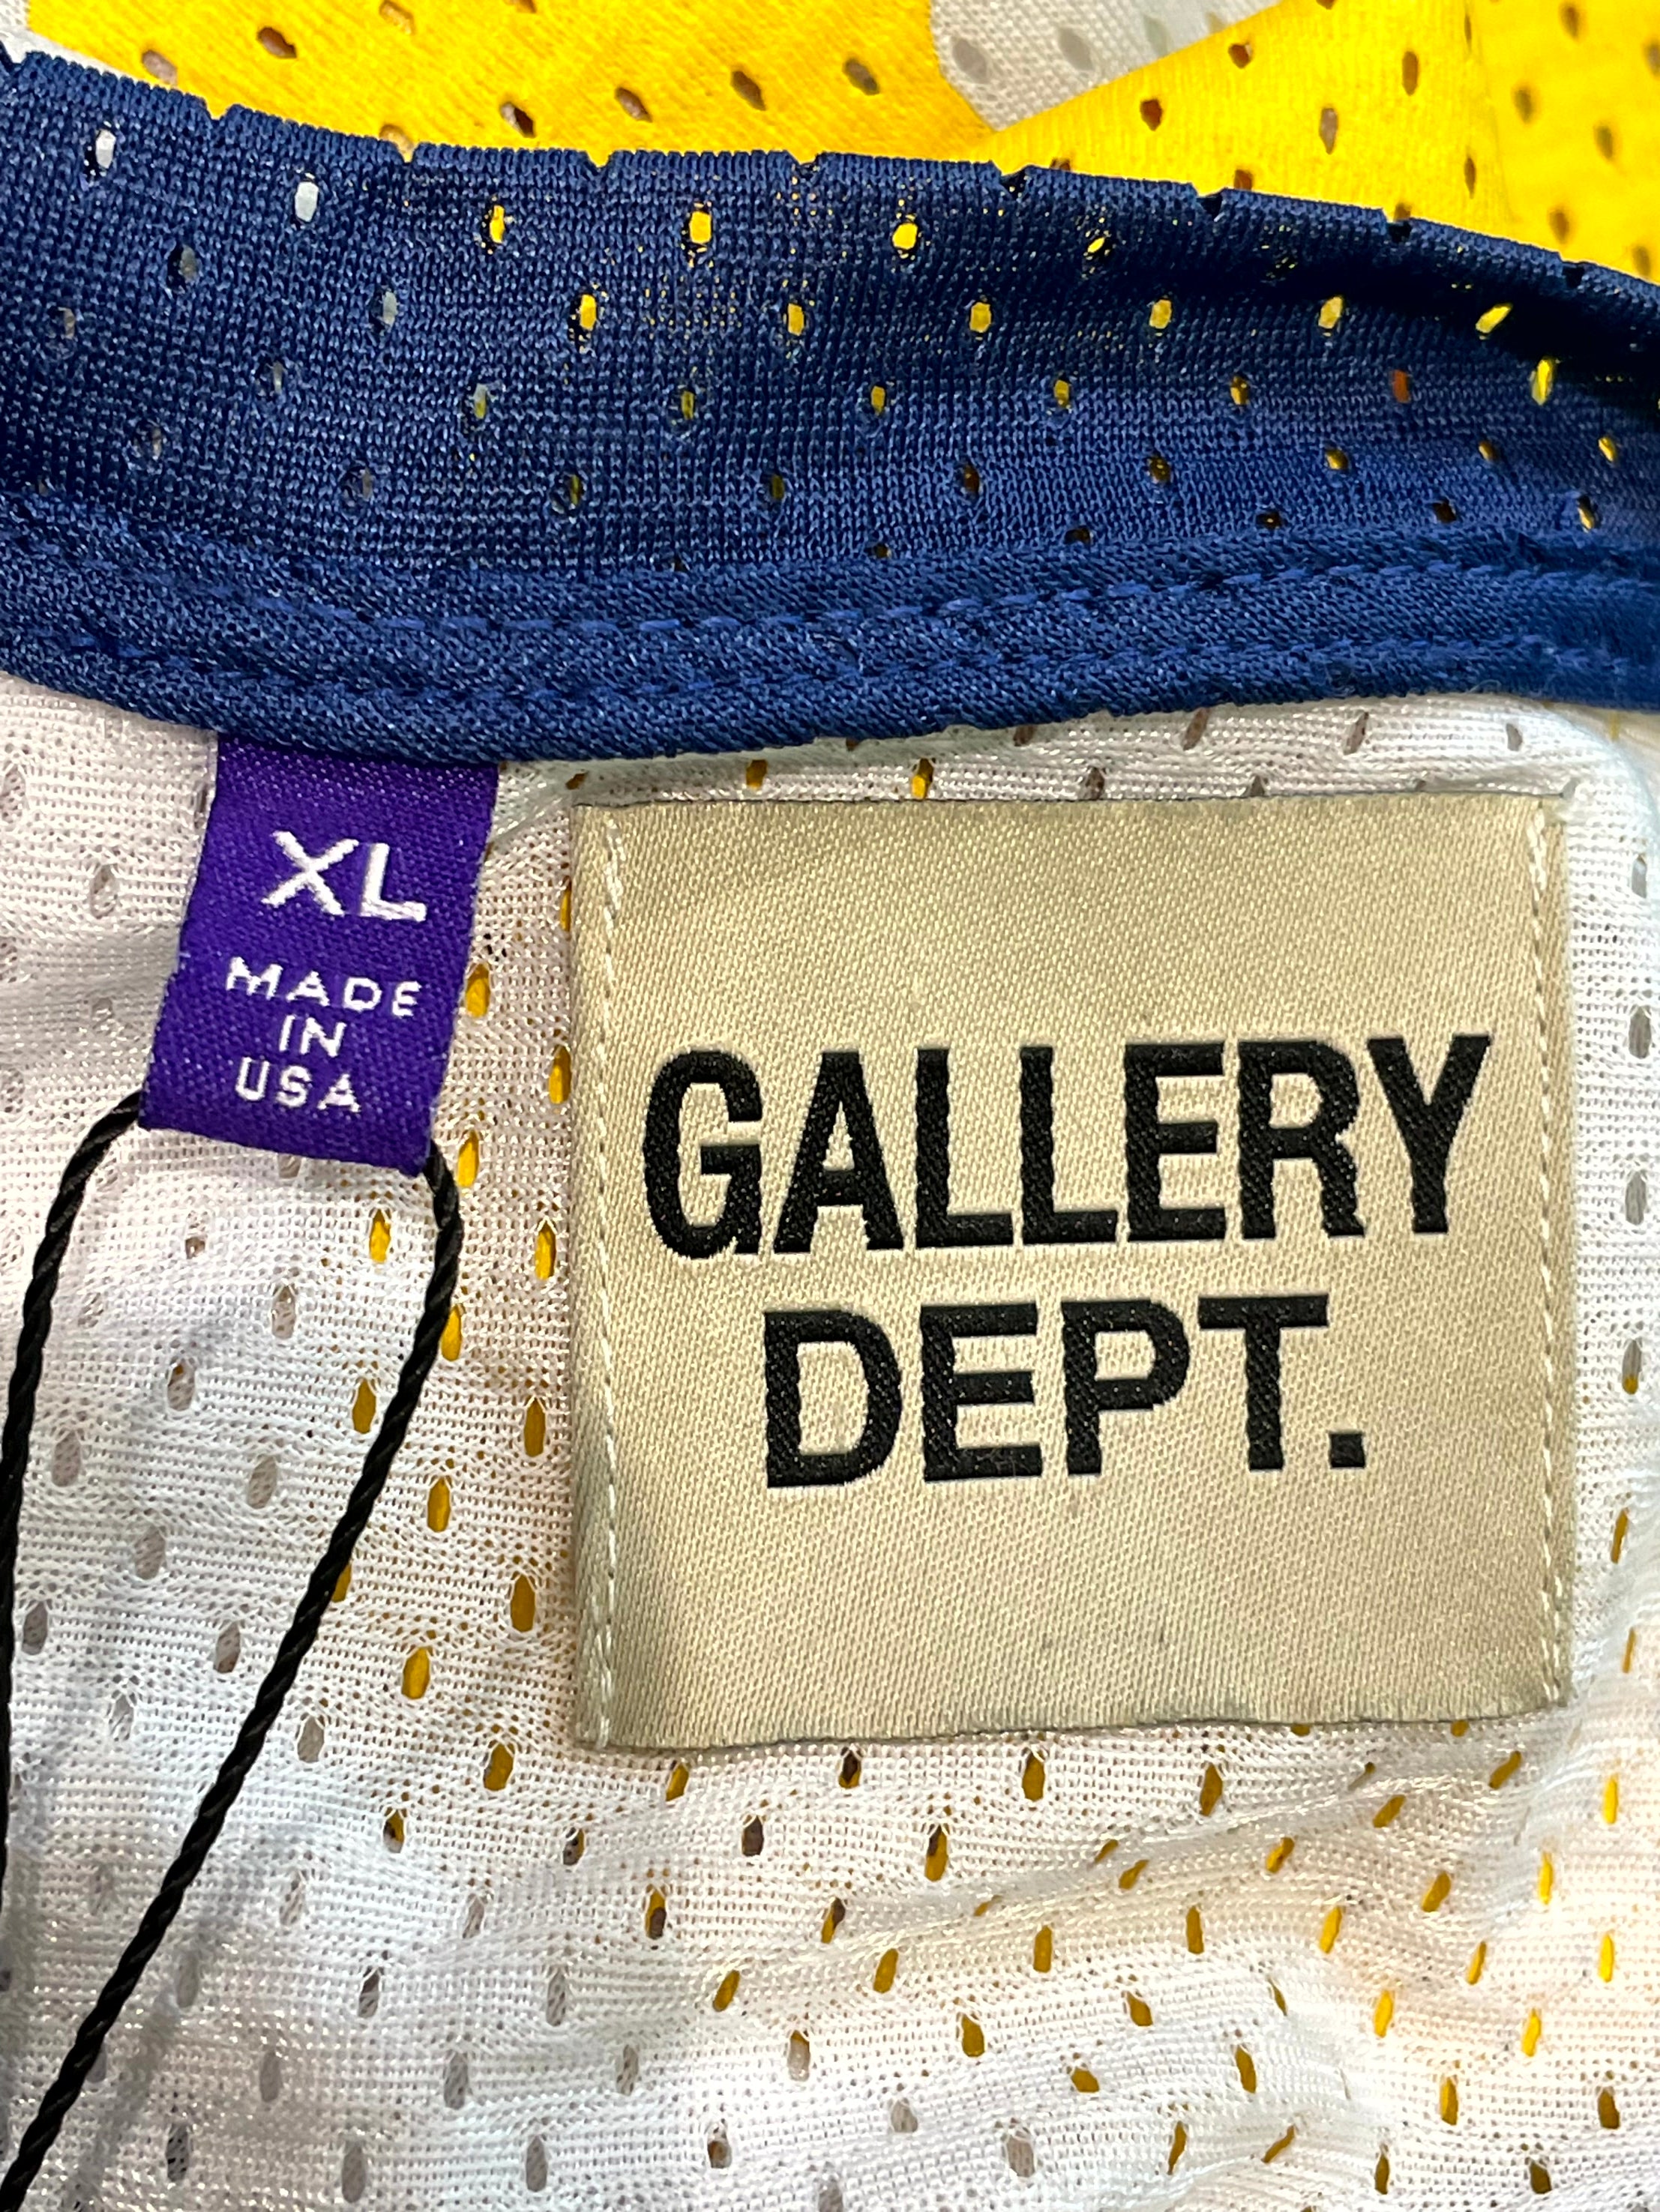 XL
MADE
IN
USA
GALLERY
DEPT.